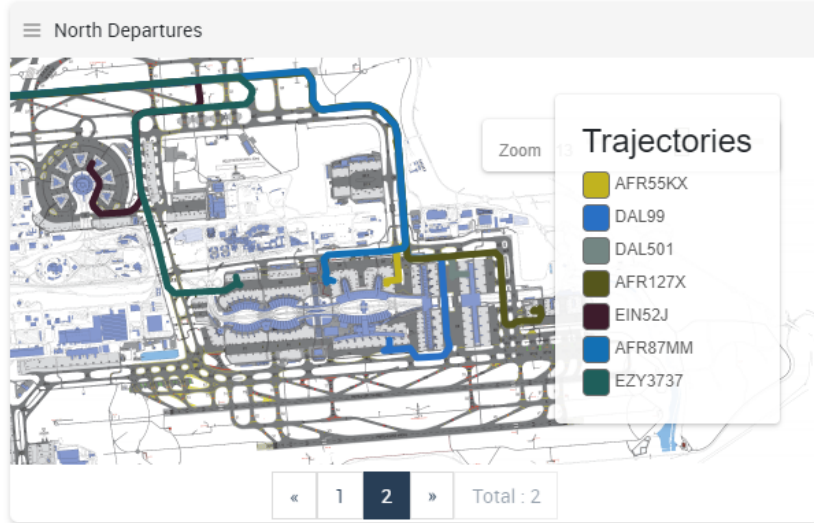 North Departures
Zoom 13
Trajectories
AFR55KX
DAL99
DAL501
AFR127X
EIN52J
AFR87MM
EZY3737
« 1 2 » Total : 2